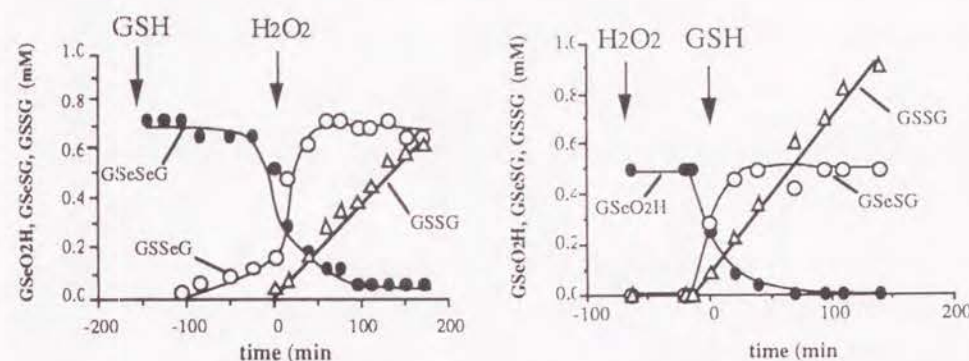 GSH
H2O2
GSeO2H, GSeSG, GSSG (mM)
1.0
0.8
0.6
0.4
0.2
0.0
GSeSeG
GSSeG
GSSG
-200
-100
0
100
200
time (min
H2O2
GSH
GSeO2H, GSeSG, GSSG (mM)
1.0
0.8
0.6
0.4
0.2
0.0
GSSG
GSeO2H
GSeSG
-100
0
100
200
time (min